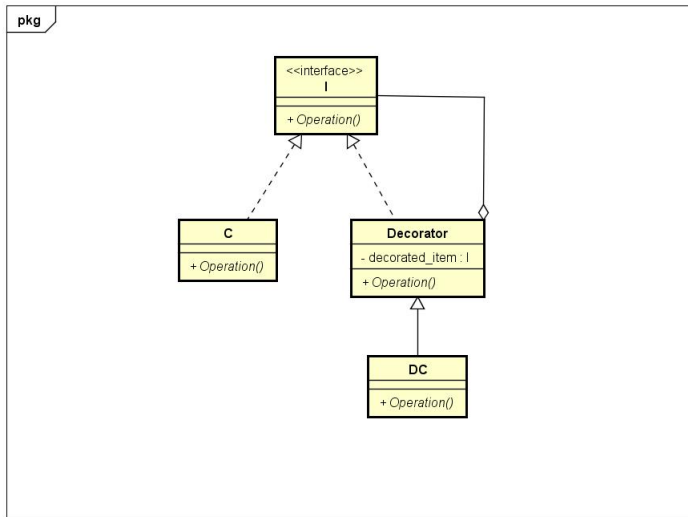 pkg
<<interface>>
I
+ Operation()
C
+ Operation()
Decorator
- decorated_item : I
+ Operation()
DC
+ Operation()